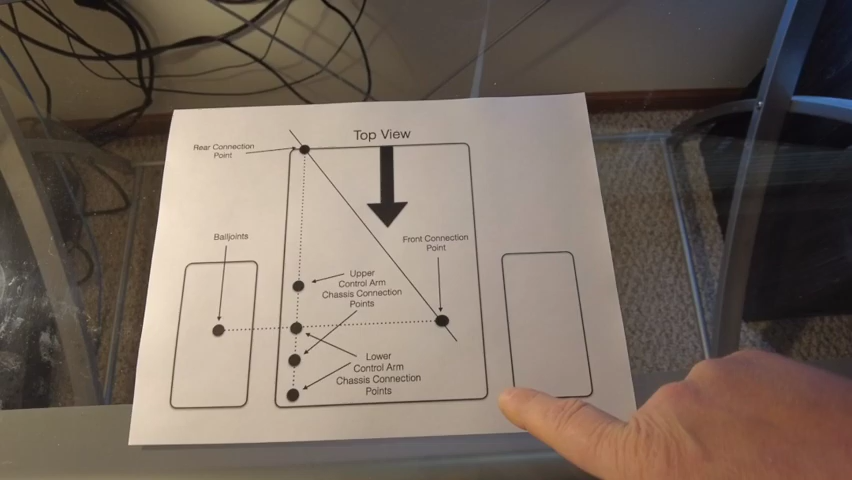 Top View
Rear Connection
Point
Balljoints
Front Connection
Point
Upper
Control Arm
Chassis Connection
Points
Lower
Control Arm
Chassis Connection
Points